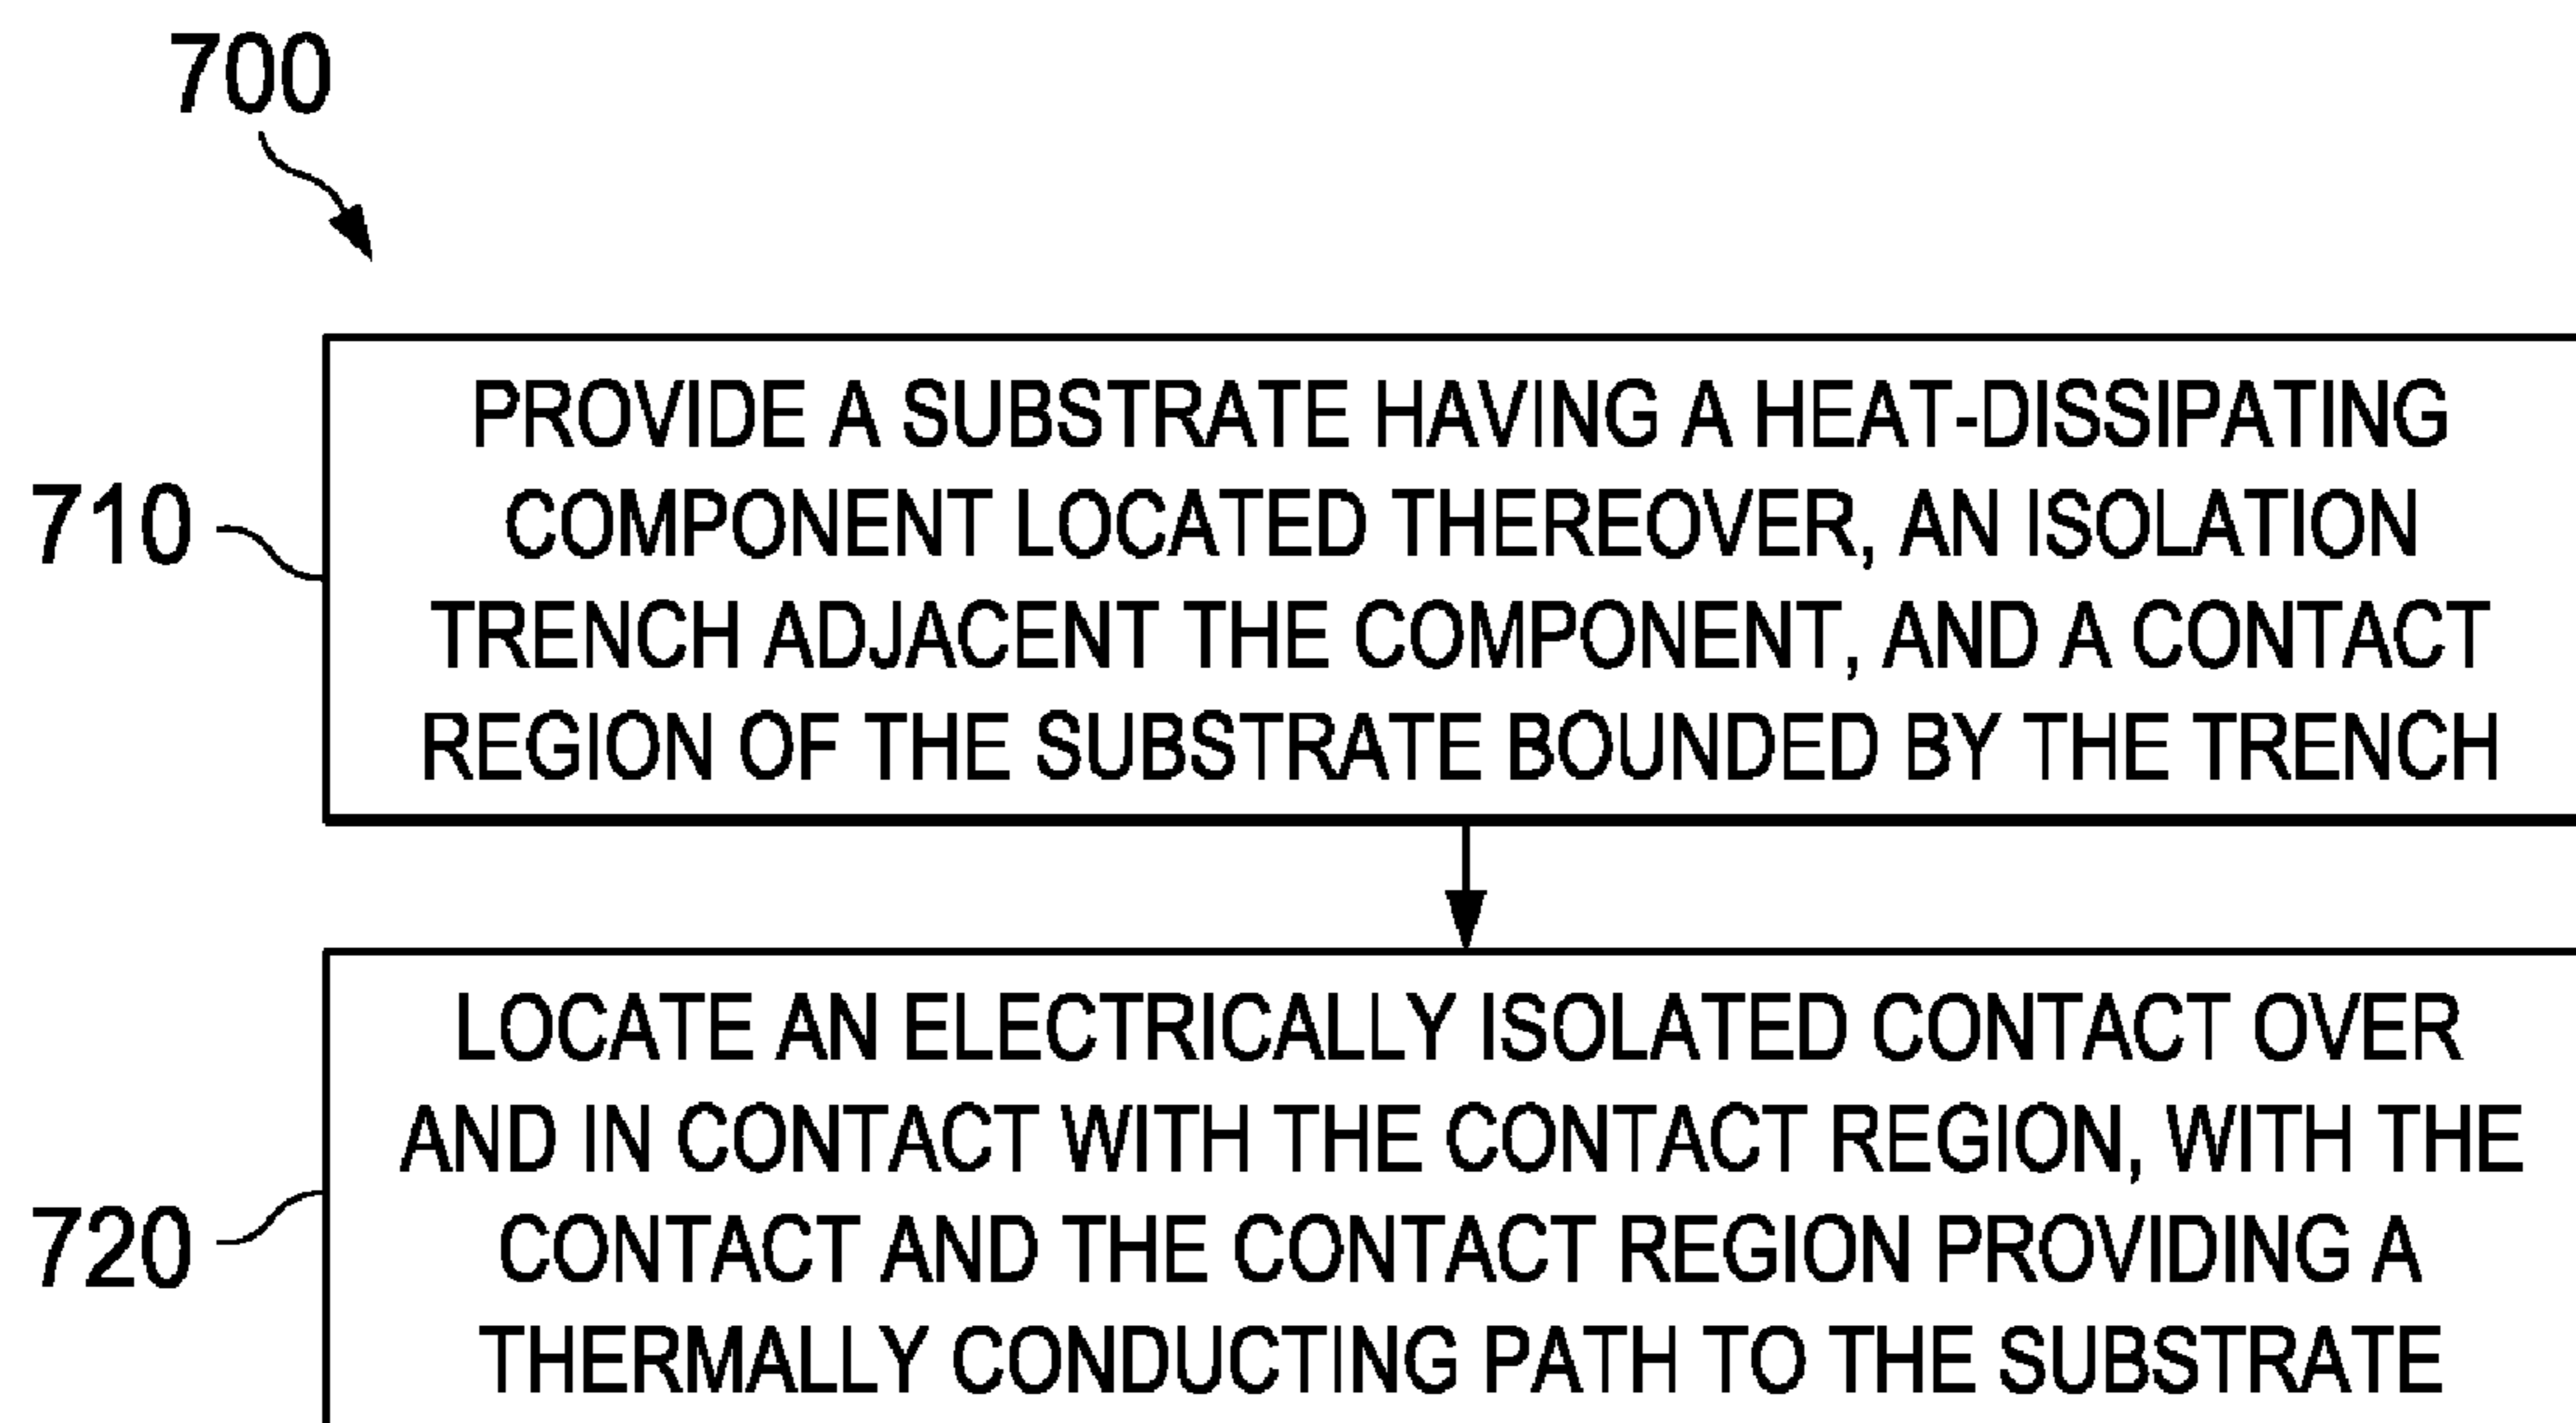 700
710
PROVIDE A SUBSTRATE HAVING A HEAT-DISSIPATING
COMPONENT LOCATED THEREOVER, AN ISOLATION
TRENCH ADJACENT THE COMPONENT, AND A CONTACT
REGION OF THE SUBSTRATE BOUNDED BY THE TRENCH
720
LOCATE AN ELECTRICALLY ISOLATED CONTACT OVER
AND IN CONTACT WITH THE CONTACT REGION, WITH THE
CONTACT AND THE CONTACT REGION PROVIDING A
THERMALLY CONDUCTING PATH TO THE SUBSTRATE